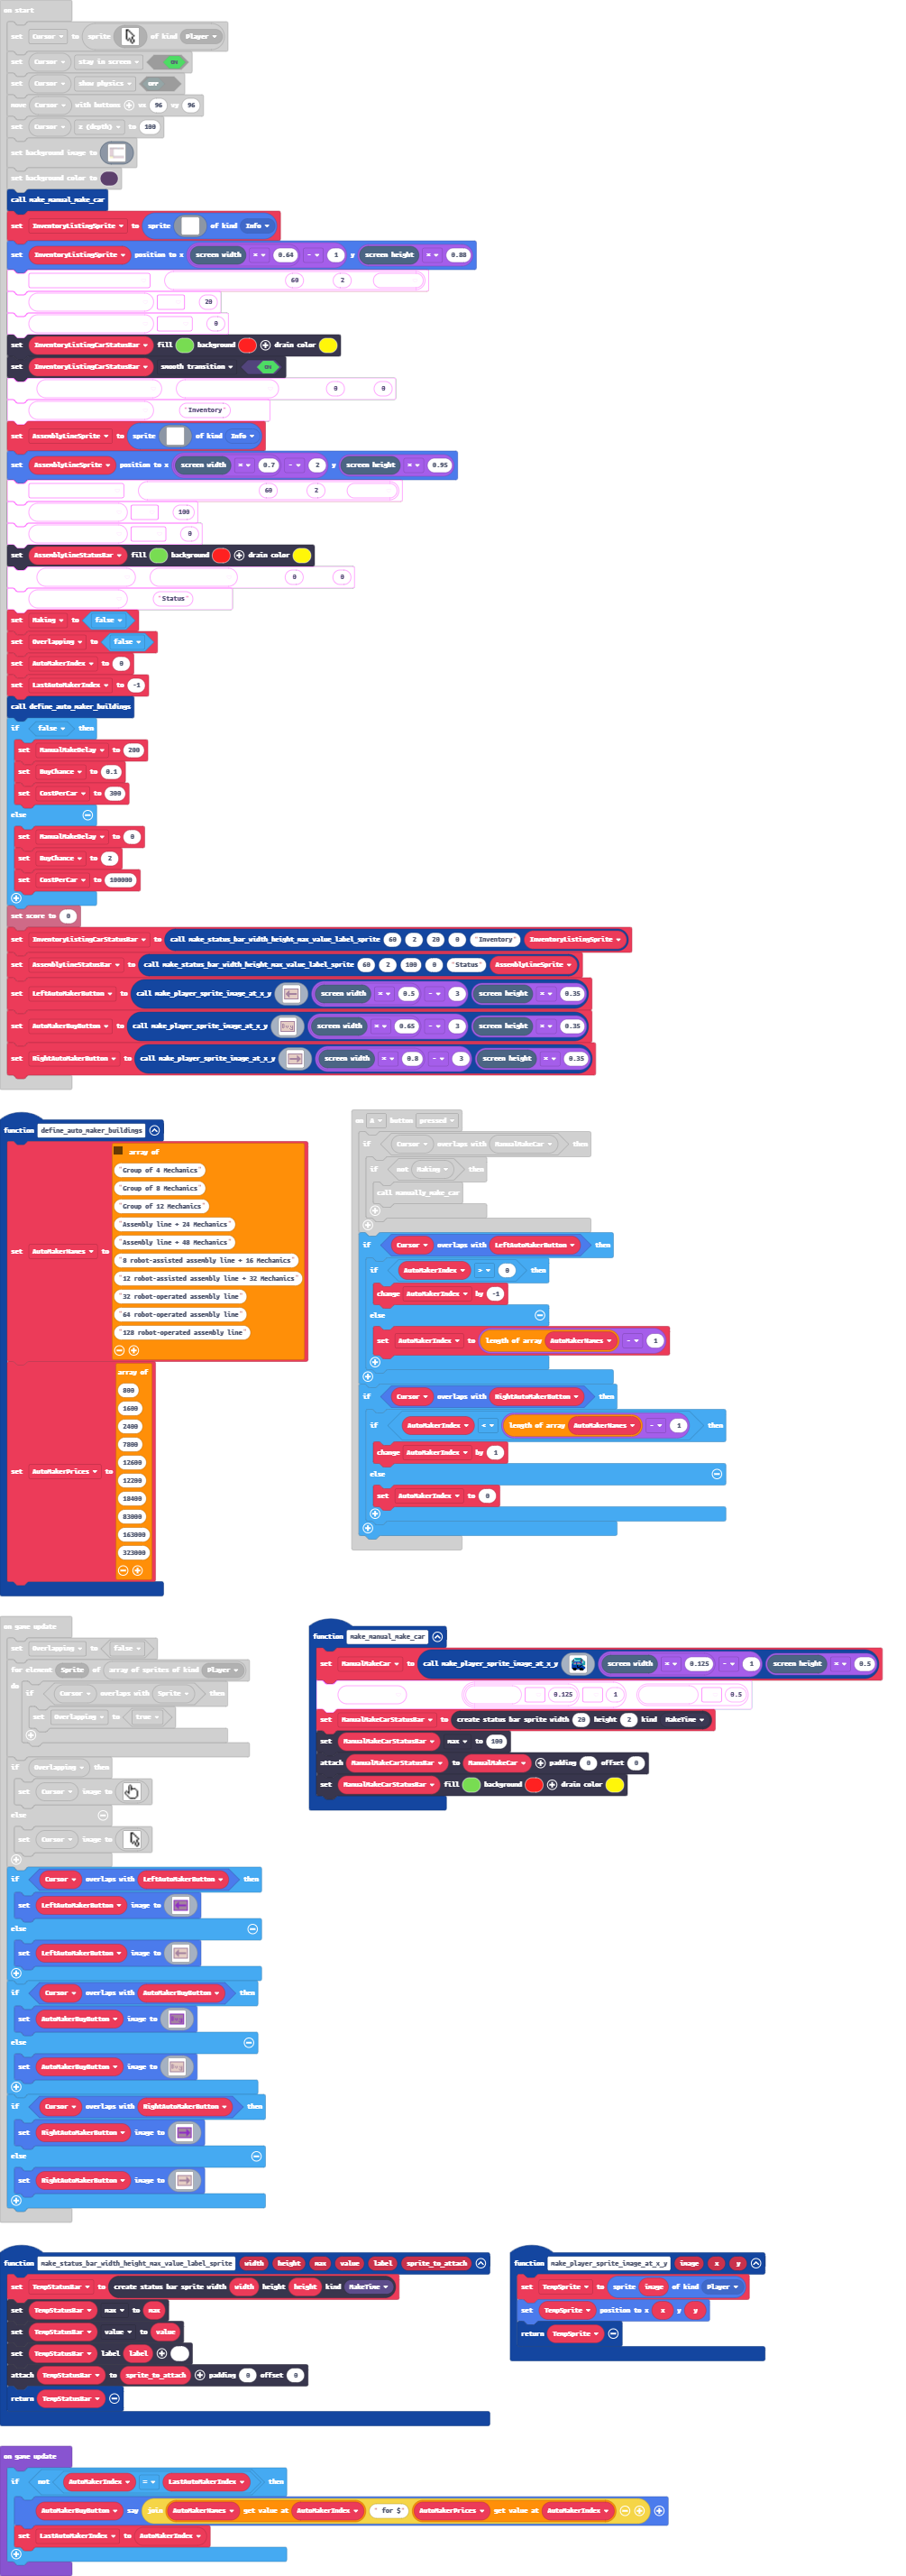 on start
set Cursor to sprite of kind Player
set Cursor stay in screen ON
set Cursor show physics OFF
move Cursor with buttons vx 96 vy 96
set Cursor z (depth) to 100
set background image to
set background color to
call make_manual_make_car
set InventoryListingSprite to sprite of kind Info
set InventoryListingSprite position to x screen width × 0.64 - 1 y screen height × 0.80
60 2
20
0
set InventoryListingCarStatusBar fill background drain color
set InventoryListingCarStatusBar smooth transition ON
0 0
"Inventory"
set AssemblyLineSprite to sprite of kind Info
set AssemblyLineSprite position to x screen width × 0.7 - 2 y screen height × 0.95
60 2
100
0
set AssemblyLineStatusBar fill background drain color
0 0
"Status"
set Making to false
set Overlapping to false
set AutoMakerIndex to 0
set LastAutoMakerIndex to -1
call define_auto_maker_buildings
if false then
set ManualMakeDelay to 200
set BuyChance to 0.1
set CostPerCar to 300
else
set ManualMakeDelay to 0
set BuyChance to 2
set CostPerCar to 100000
set score to 0
set InventoryListingCarStatusBar to call make_status_bar_width_height_max_value_label_sprite 60 2 20 0 "Inventory" InventoryListingSprite
set AssemblyLineStatusBar to call make_status_bar_width_height_max_value_label_sprite 60 2 100 0 "Status" AssemblyLineSprite
set LeftAutoMakerButton to call make_player_sprite_image_at_x_y screen width × 0.5 - 3 screen height × 0.35
set AutoMakerBuyButton to call make_player_sprite_image_at_x_y screen width × 0.65 - 3 screen height × 0.35
set RightAutoMakerButton to call make_player_sprite_image_at_x_y screen width × 0.8 - 3 screen height × 0.35
function define_auto_maker_buildings
set AutoMakerNames to array of
"Group of 4 Mechanics"
"Group of 8 Mechanics"
"Group of 12 Mechanics"
"Assembly line + 24 Mechanics"
"Assembly line + 48 Mechanics"
"8 robot-assisted assembly line + 16 Mechanics"
"12 robot-assisted assembly line + 32 Mechanics"
"32 robot-operated assembly line"
"64 robot-operated assembly line"
"128 robot-operated assembly line"
set AutoMakerPrices to array of
800
1600
2400
7800
12600
12200
18400
83000
163000
323000
on A button pressed
if Cursor overlaps with ManualMakeCar then
if not Making then
call manually_make_car
if Cursor overlaps with LeftAutoMakerButton then
if AutoMakerIndex > 0 then
change AutoMakerIndex by -1
else
set AutoMakerIndex to length of array AutoMakerNames - 1
if Cursor overlaps with RightAutoMakerButton then
if AutoMakerIndex < length of array AutoMakerNames - 1 then
change AutoMakerIndex by 1
else
set AutoMakerIndex to 0
on game update
set Overlapping to false
for element Sprite of array of sprites of kind Player
do if Cursor overlaps with Sprite then
set Overlapping to true
if Overlapping then
set Cursor image to
else
set Cursor image to
if Cursor overlaps with LeftAutoMakerButton then
set LeftAutoMakerButton image to
else
set LeftAutoMakerButton image to
if Cursor overlaps with AutoMakerBuyButton then
set AutoMakerBuyButton image to
else
set AutoMakerBuyButton image to
if Cursor overlaps with RightAutoMakerButton then
set RightAutoMakerButton image to
else
set RightAutoMakerButton image to
function make_manual_make_car
set ManualMakeCar to call make_player_sprite_image_at_x_y screen width × 0.125 - 1 screen height × 0.5
0.125 1 0.5
set ManualMakeCarStatusBar to create status bar sprite width 20 height 2 kind MakeTime
set ManualMakeCarStatusBar max to 100
attach ManualMakeCarStatusBar to ManualMakeCar padding 0 offset 0
set ManualMakeCarStatusBar fill background drain color
function make_status_bar_width_height_max_value_label_sprite width height max value label sprite_to_attach
set TempStatusBar to create status bar sprite width width height height kind MakeTime
set TempStatusBar max to max
set TempStatusBar value to value
set TempStatusBar label label
attach TempStatusBar to sprite_to_attach padding 0 offset 0
return TempStatusBar
function make_player_sprite_image_at_x_y image x y
set TempSprite to sprite image of kind Player
set TempSprite position to x x y y
return TempSprite
on game update
if not AutoMakerIndex = LastAutoMakerIndex then
AutoMakerBuyButton say join AutoMakerNames get value at AutoMakerIndex " for $" AutoMakerPrices get value at AutoMakerIndex
set LastAutoMakerIndex to AutoMakerIndex